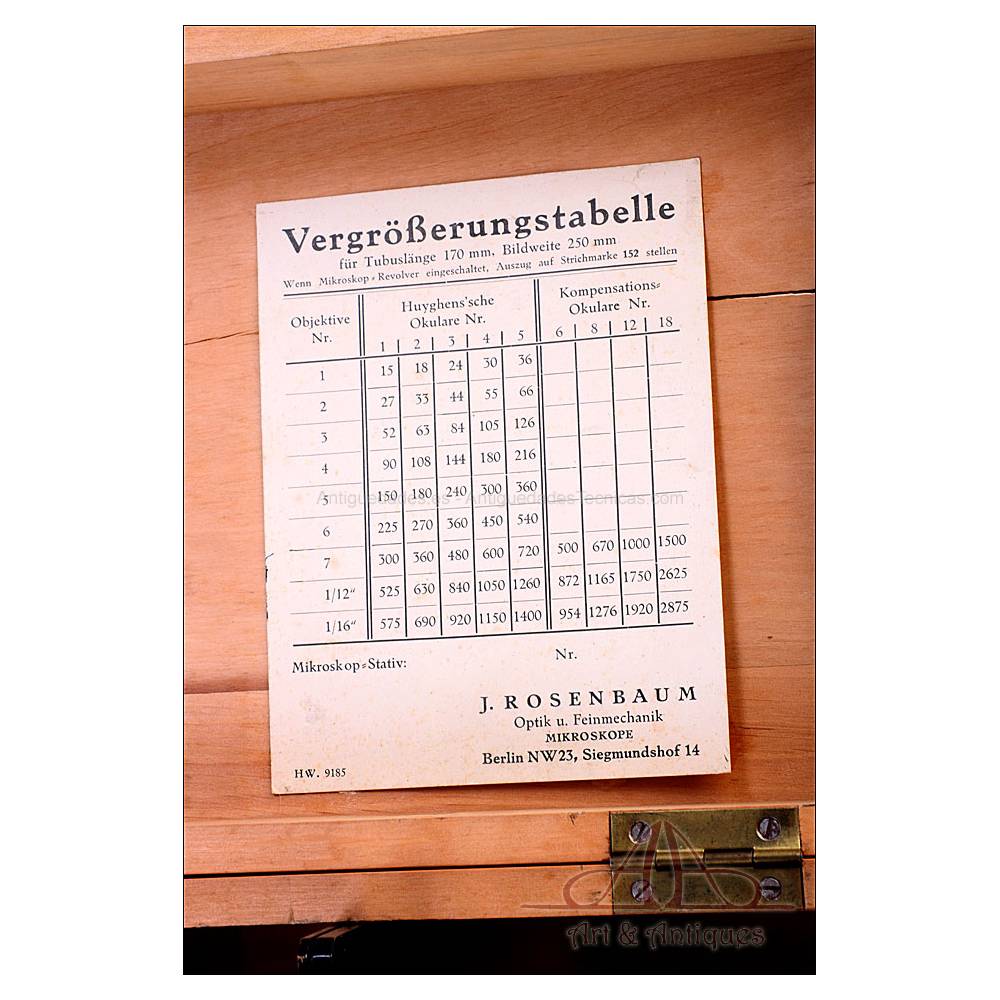 Vergrößerungstabelle
für Tubuslänge 170 mm, Bildweite 250 mm
Wenn Mikroskop-Revolver eingeschaltet, Auszug auf Strichmarke 152 stellen
Objektive Nr. Huyghens'sche Okulare Nr. Kompensations-Okulare Nr.
1 2 3 4 5 6 8 12 18
1 15 18 24 30 36
2 27 33 44 55 66
3 52 63 84 105 126
4 90 108 144 180 216
5 150 180 240 300 360
Antiguedades.es - AntiguedadesTecnicas.com
6 225 270 360 450 540
7 300 360 480 600 720 500 670 1000 1500
1/12" 525 630 840 1050 1260 872 1165 1750 2625
1/16" 575 690 920 1150 1400 954 1276 1920 2875
Mikroskop-Stativ: Nr.
J. ROSENBAUM
Optik u. Feinmechanik
MIKROSKOPE
Berlin NW23, Siegmundshof 14
HW. 9185
Art & Antiques